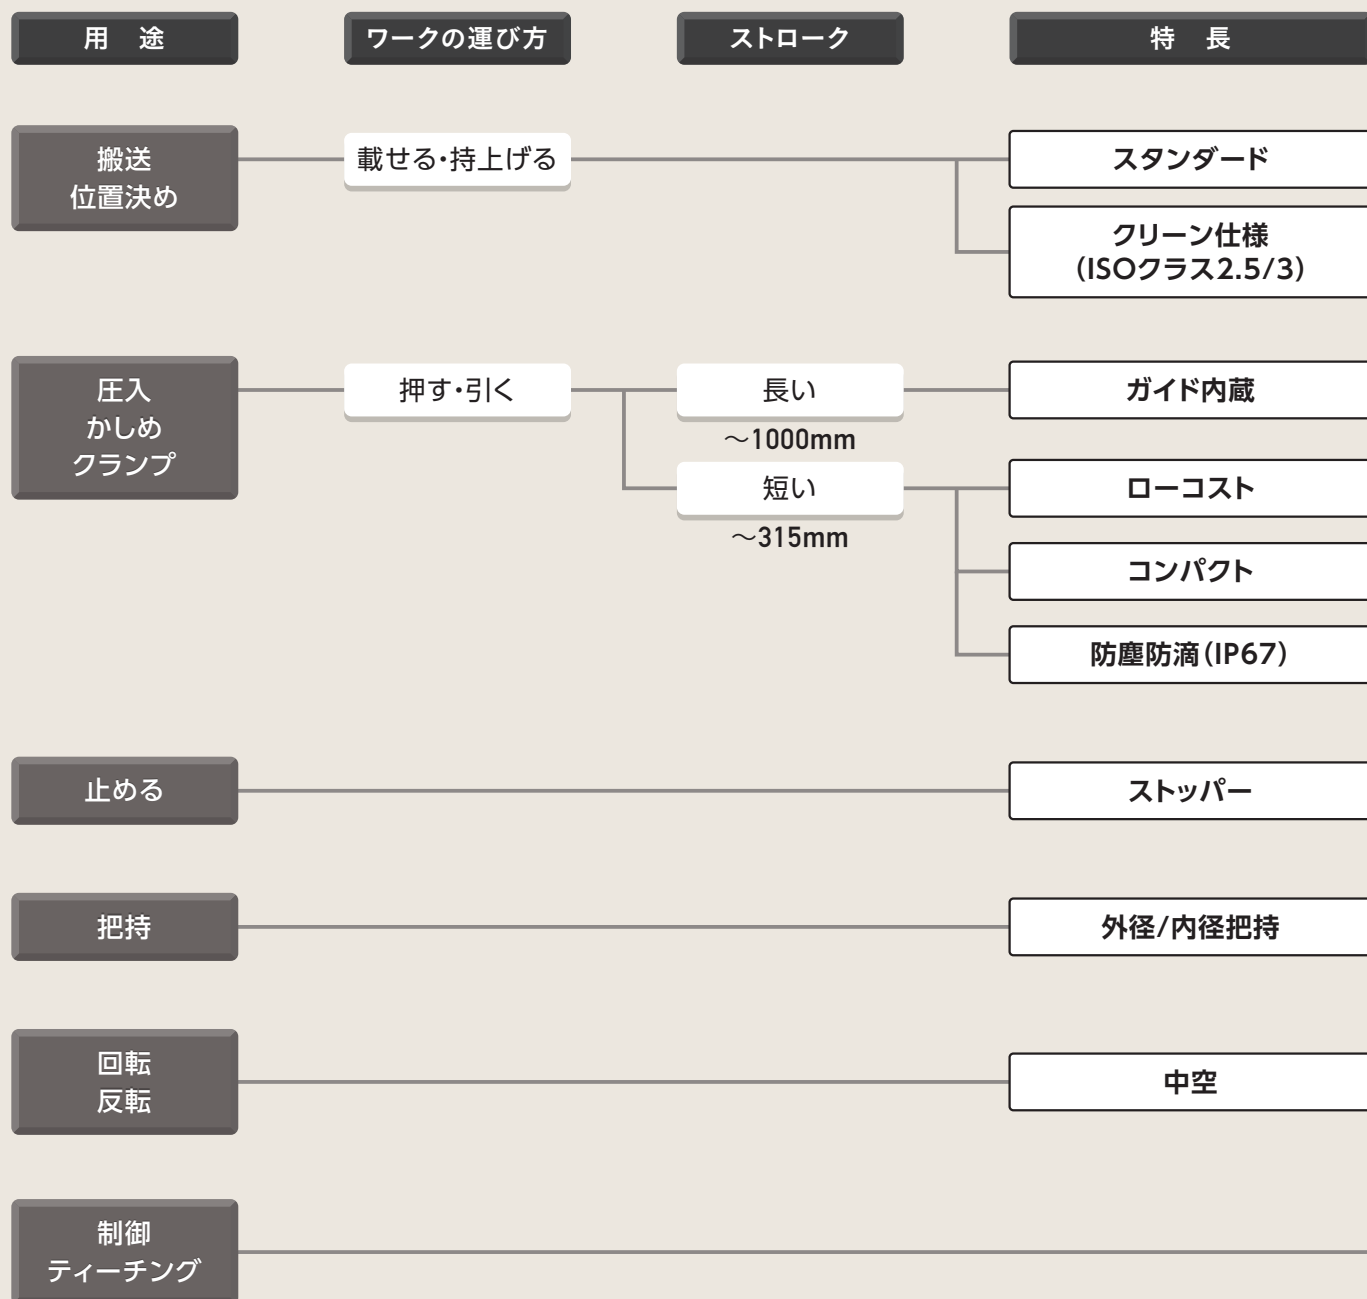 用 途
ワークの運び方
ストローク
特 長
搬送
位置決め
載せる・持上げる
スタンダード
クリーン仕様
(ISOクラス2.5/3)
圧入
かしめ
クランプ
押す・引く
長い
～1000mm
ガイド内蔵
短い
～315mm
ローコスト
コンパクト
防塵防滴(IP67)
止める
ストッパー
把持
外径/内径把持
回転
反転
中空
制御
ティーチング